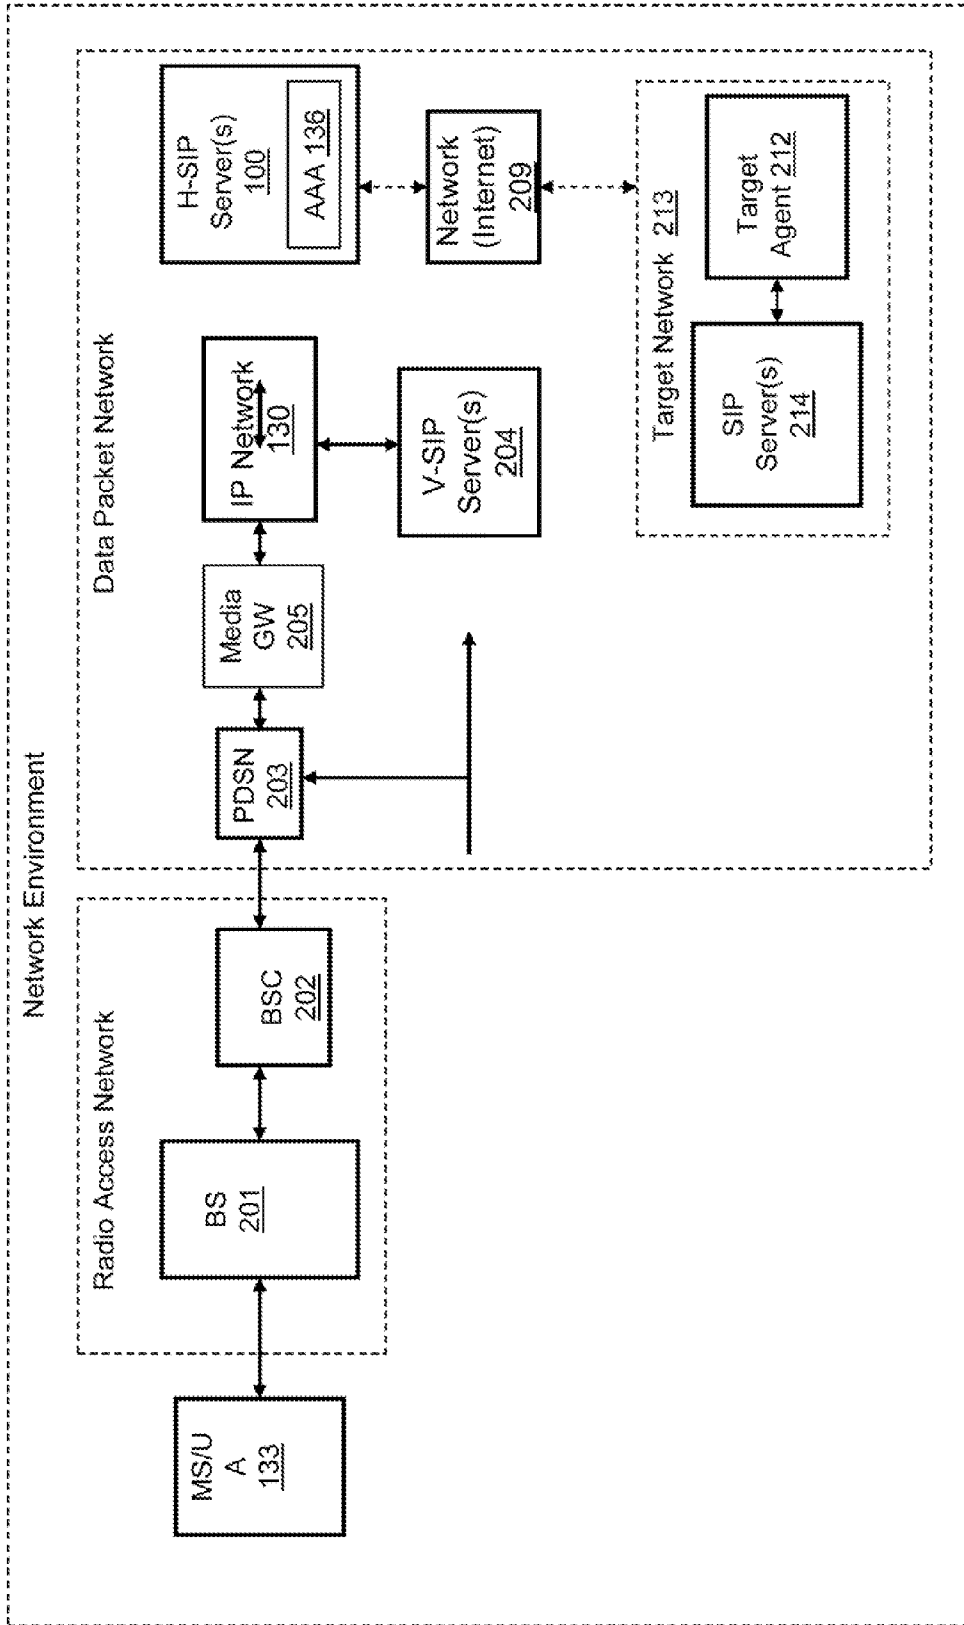 Network Environment
Radio Access Network
Data Packet Network
MS/U
A
133
BS
201
BSC
202
PDSN
203
Media
GW
205
IP Network
130
V-SIP
Server(s)
204
H-SIP
Server(s)
100
AAA 136
Network
(Internet)
209
Target Network 213
SIP
Server(s)
214
Target
Agent 212